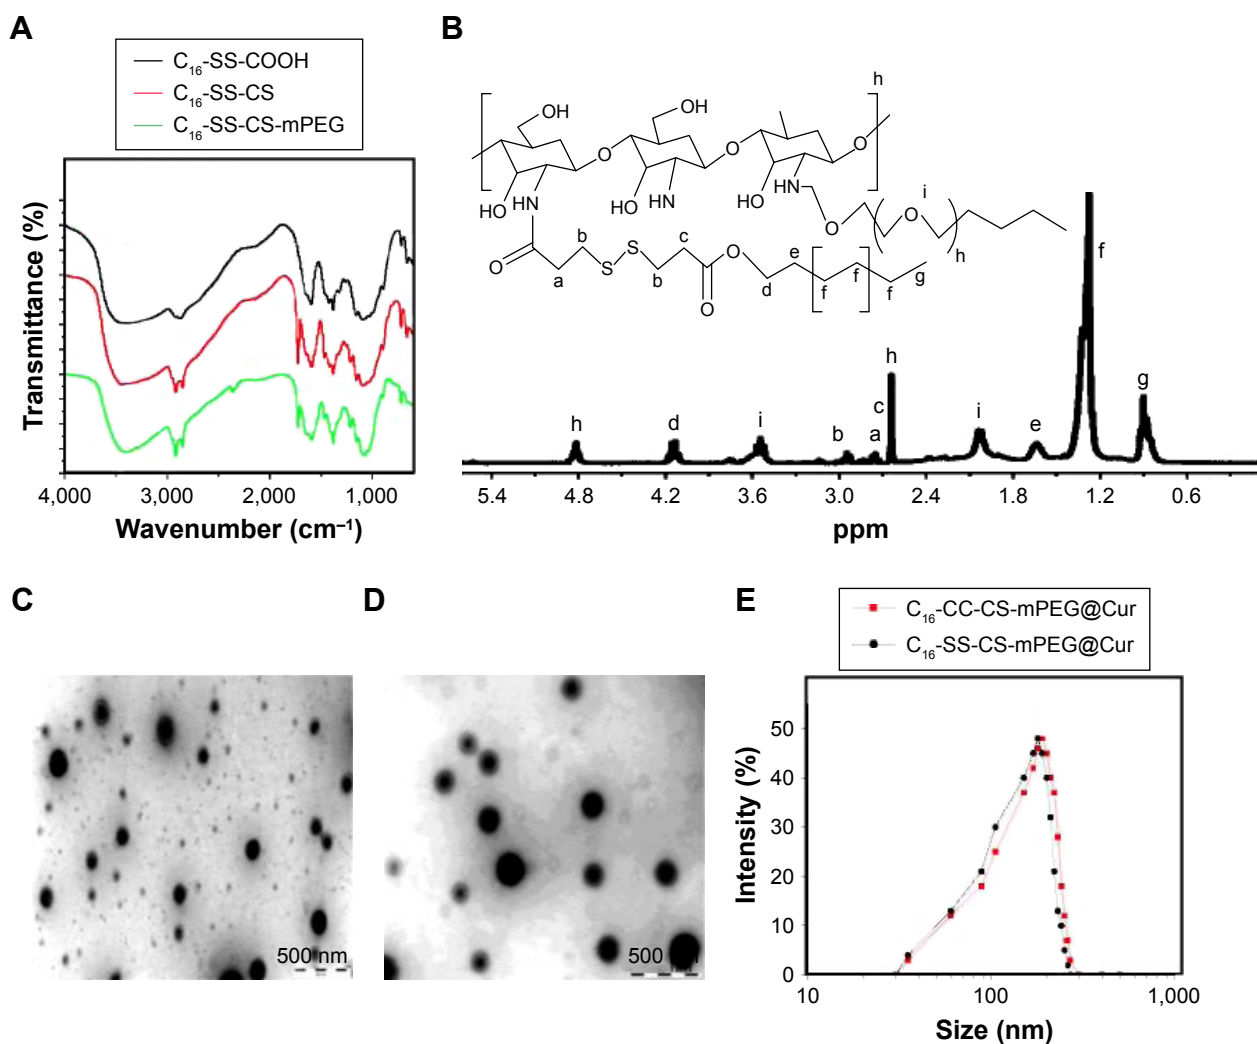 A
C16-SS-COOH
C16-SS-CS
C16-SS-CS-mPEG
Transmittance (%)
4,000 3,000 2,000 1,000
Wavenumber (cm–1)
B
h
OH
OH
O
O
O
HO
HN
HO
HN
HO
HN
i
O
O
h
O
b
S
S
c
O
a
b
O
d
e
f
f
f
g
h d i b c a h i e f g
5.4 4.8 4.2 3.6 3.0 2.4 1.8 1.2 0.6
ppm
C
500 nm
D
500 nm
E
C16-CC-CS-mPEG@Cur
C16-SS-CS-mPEG@Cur
Intensity (%)
50
40
30
20
10
0
10 100 1,000
Size (nm)